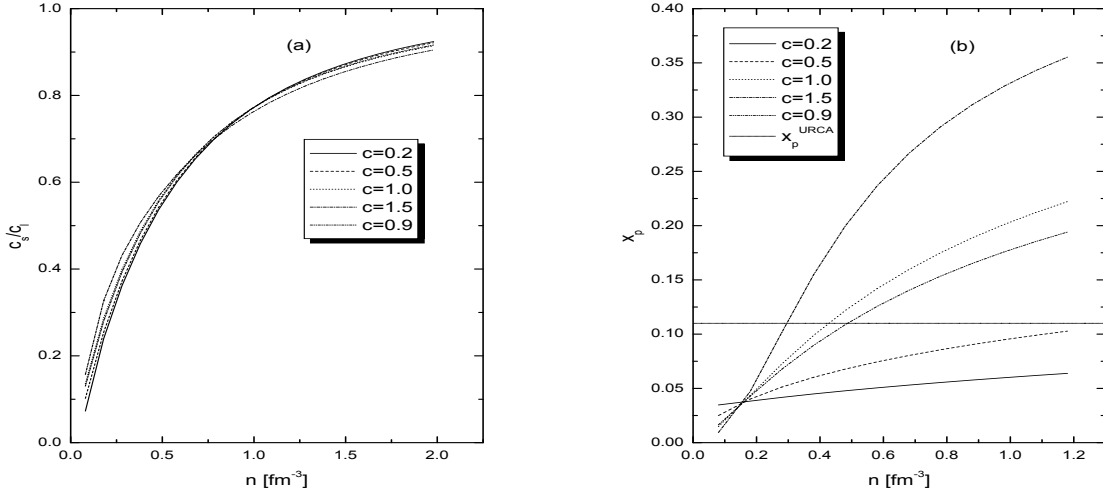 (a)
1.0
0.8
0.6
0.4
0.2
0.0
c_s/c_l
c=0.2
c=0.5
c=1.0
c=1.5
c=0.9
0.0 0.5 1.0 1.5 2.0
n [fm^-3]
(b)
0.40
0.35
0.30
0.25
0.20
0.15
0.10
0.05
0.00
x_p
c=0.2
c=0.5
c=1.0
c=1.5
c=0.9
x_p^URCA
0.0 0.2 0.4 0.6 0.8 1.0 1.2
n [fm^-3]